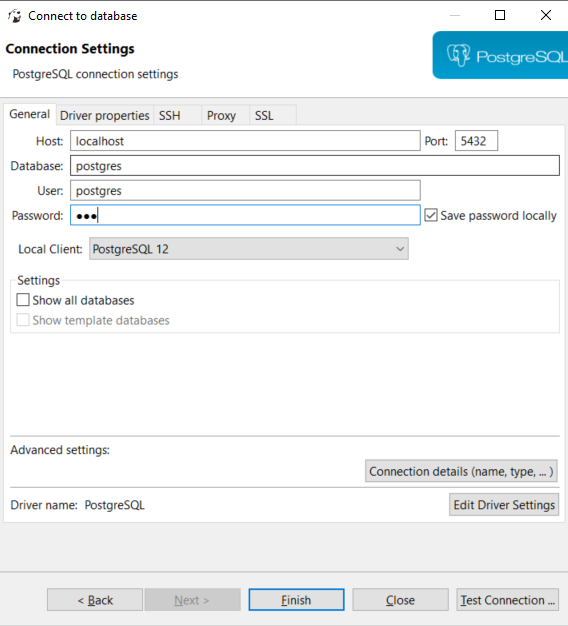 Connect to database
Connection Settings
PostgreSQL connection settings
PostgreSQL
General Driver properties SSH Proxy SSL
Host: localhost Port: 5432
Database: postgres
User: postgres
Password: ●●● Save password locally
Local Client: PostgreSQL 12
Settings
Show all databases
Show template databases
Advanced settings:
Connection details (name, type, ... )
Driver name: PostgreSQL Edit Driver Settings
< Back Next > Finish Close Test Connection ...